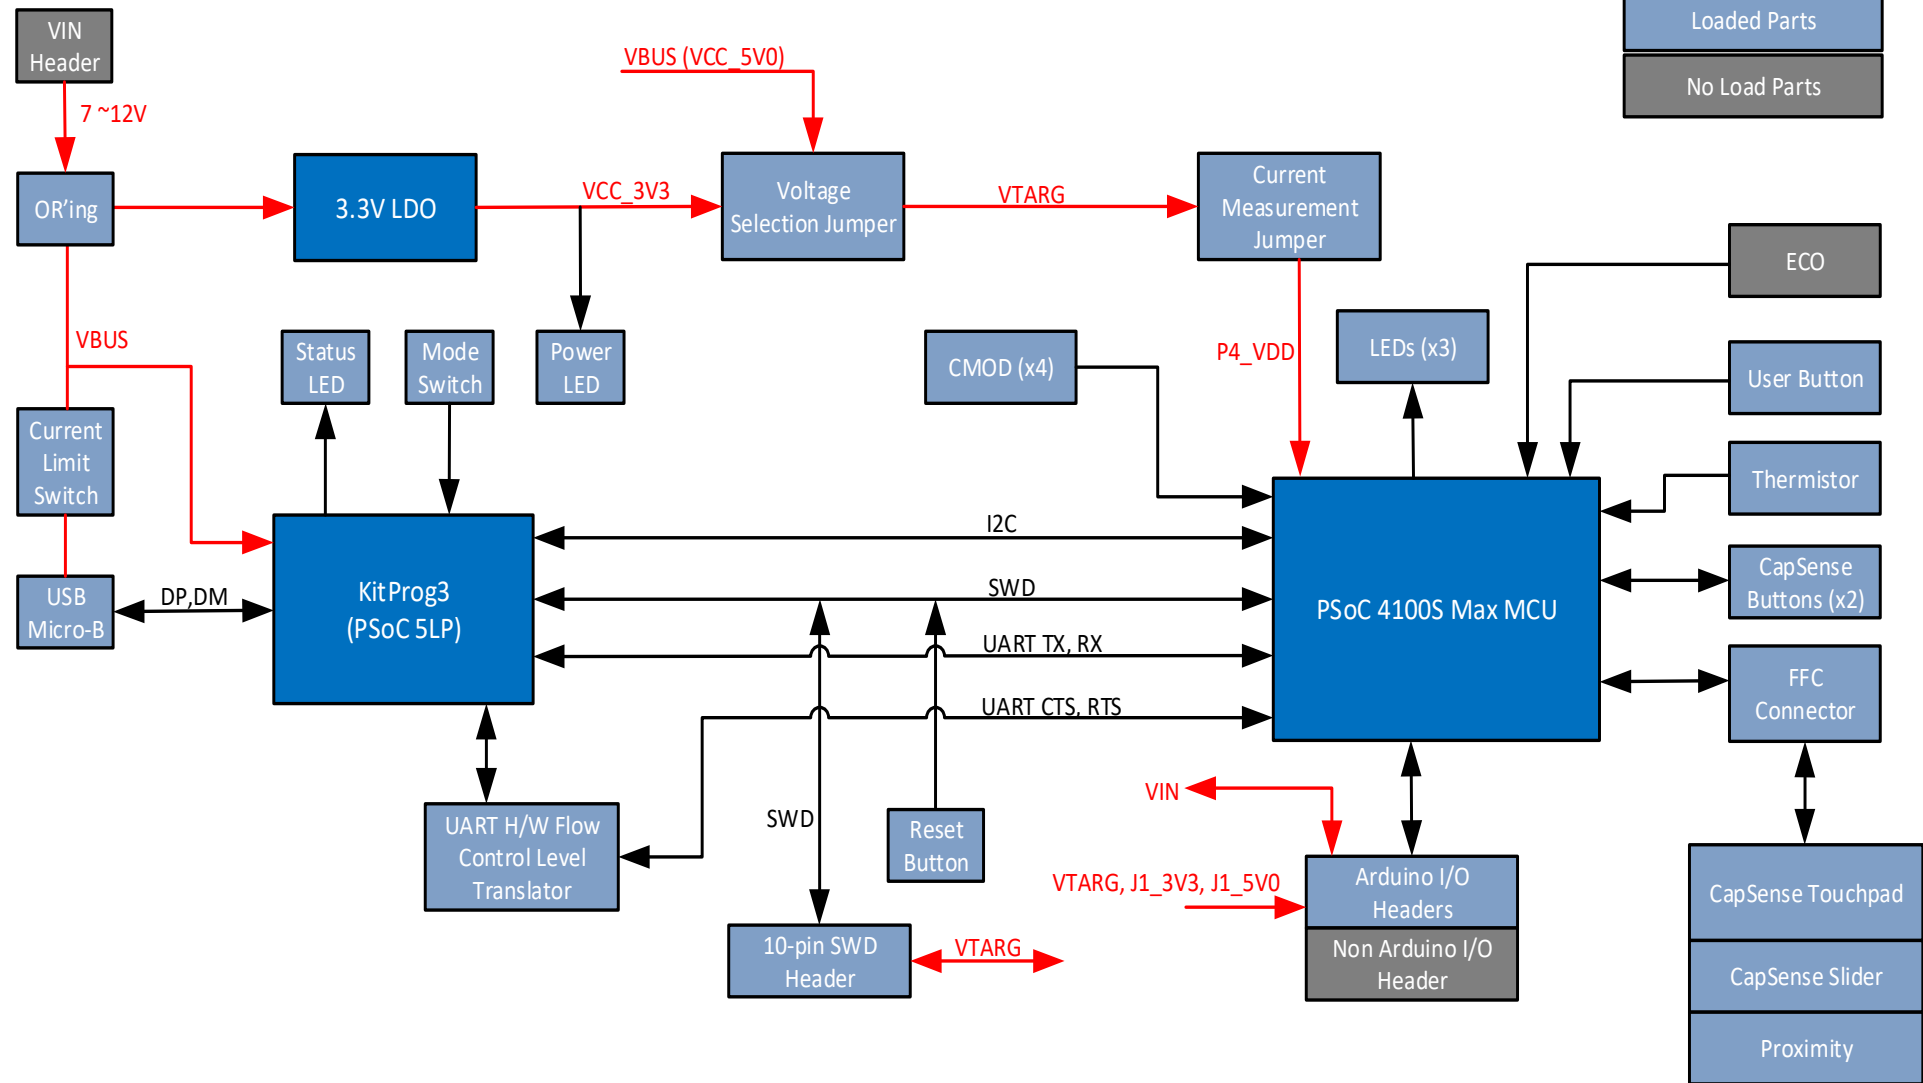 VIN
Header
VBUS (VCC_5V0)
Loaded Parts
No Load Parts
7 ~12V
OR'ing
3.3V LDO
VCC_3V3
Voltage
Selection Jumper
VTARG
Current
Measurement
Jumper
ECO
VBUS
Status
LED
Mode
Switch
Power
LED
CMOD (x4)
P4_VDD
LEDs (x3)
User Button
Current
Limit
Switch
Thermistor
I2C
USB
Micro-B
DP,DM
KitProg3
(PSoC 5LP)
SWD
PSoC 4100S Max MCU
CapSense
Buttons (x2)
UART TX, RX
FFC
Connector
UART CTS, RTS
VIN
SWD
UART H/W Flow
Control Level
Translator
Reset
Button
VTARG, J1_3V3, J1_5V0
Arduino I/O
Headers
CapSense Touchpad
10-pin SWD
Header
VTARG
Non Arduino I/O
Header
CapSense Slider
Proximity